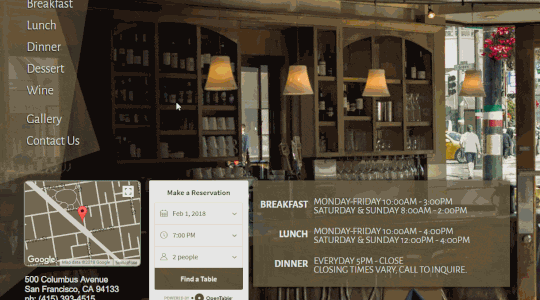 Breakfast
Lunch
Dinner
Dessert
Wine
Gallery
Contact Us
Google
500 Columbus Avenue
San Francisco, CA 94133
ph: (415) 393-4515
Make a Reservation
Feb 1, 2018
7:00 PM
2 people
Find a Table
POWERED BY OpenTable
BREAKFAST MONDAY-FRIDAY 10:00AM - 3:00PM
SATURDAY & SUNDAY 8:00AM - 2:00PM
LUNCH MONDAY-FRIDAY 10:00AM - 4:00PM
SATURDAY & SUNDAY 12:00PM - 4:00PM
DINNER EVERYDAY 5PM - CLOSE
CLOSING TIMES VARY, CALL TO INQUIRE.